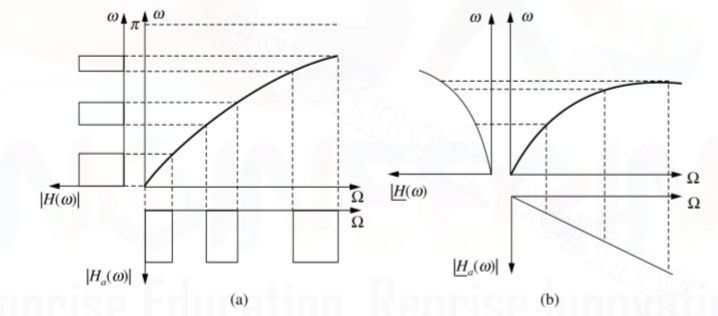 ω π ω
ω ω
|H(ω)|
Ω
Ω
|H(ω)
Ω
Ω
|Hₐ(ω)|
|Hₐ(ω)|
(a) (b)